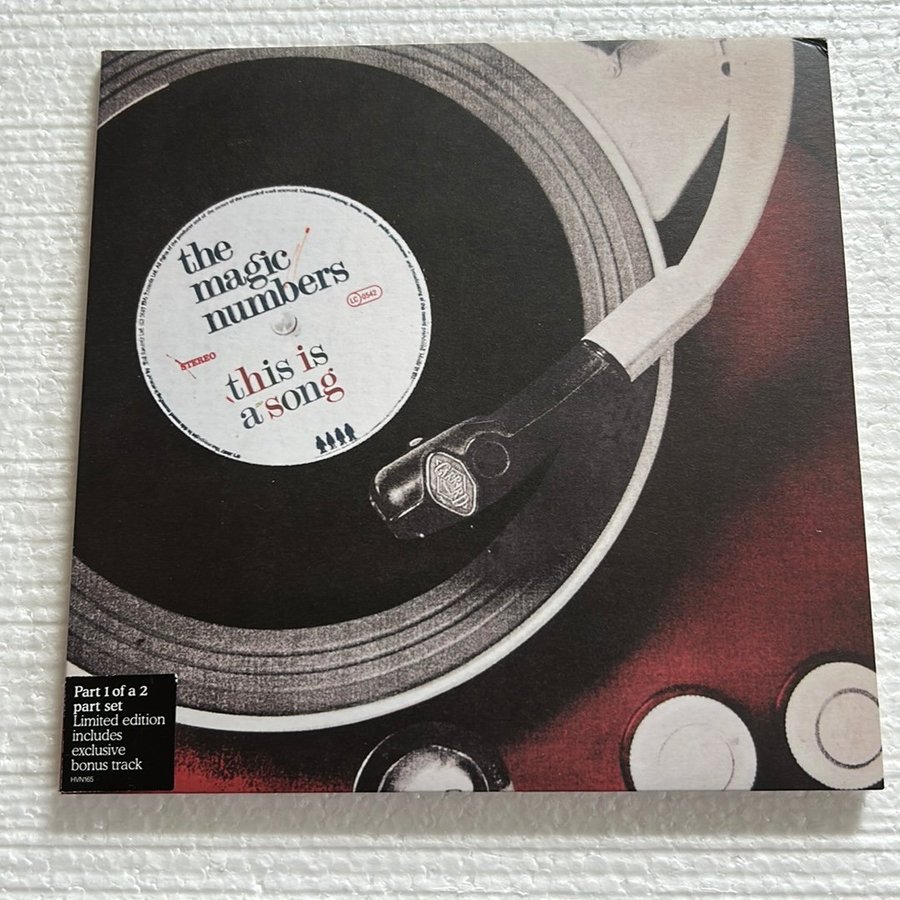 the
magic
numbers
LC 0542
STEREO
this is
a song
Part 1 of a 2
part set
Limited edition
includes
exclusive
bonus track
HVN165